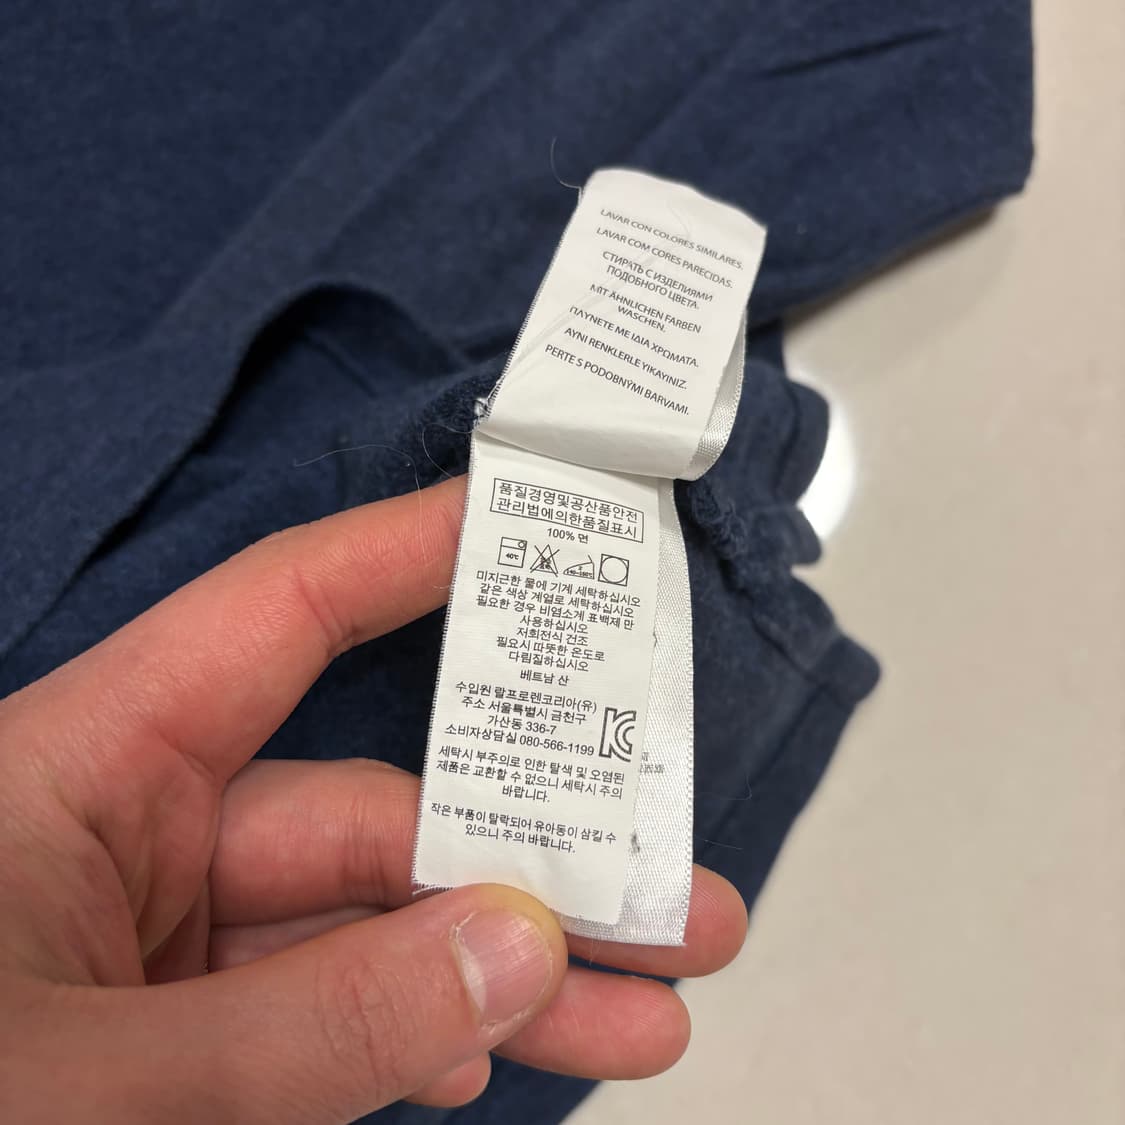 LAVAR CON COLORES SIMILARES.
LAVAR COM CORES PARECIDAS.
СТИРАТЬ С ИЗДЕЛИЯМИ
ПОДОБНОГО ЦВЕТА.
MIT ÄHNLICHEN FARBEN
WASCHEN.
ΠΛΥΝΕΤΕ ΜΕ ΙΔΙΑ ΧΡΩΜΑΤΑ.
AYNI RENKLERLE YIKAYINIZ.
PERTE S PODOBNÝMI BARVAMI.
품질경영및공산품안전
관리법에의한품질표시
100% 면
40℃
미지근한 물에 기계 세탁하십시오
같은 색상 계열로 세탁하십시오
필요한 경우 비염소계 표백제 만
사용하십시오
저회전식 건조
필요시 따뜻한 온도로
다림질하십시오
베트남 산
수입원 랄프로렌코리아(유)
주소 서울특별시 금천구
가산동 336-7
소비자상담실 080-566-1199
세탁시 부주의로 인한 탈색 및 오염된
제품은 교환할 수 없으니 세탁시 주의
바랍니다.
작은 부품이 탈락되어 유아동이 삼킬 수
있으니 주의 바랍니다.